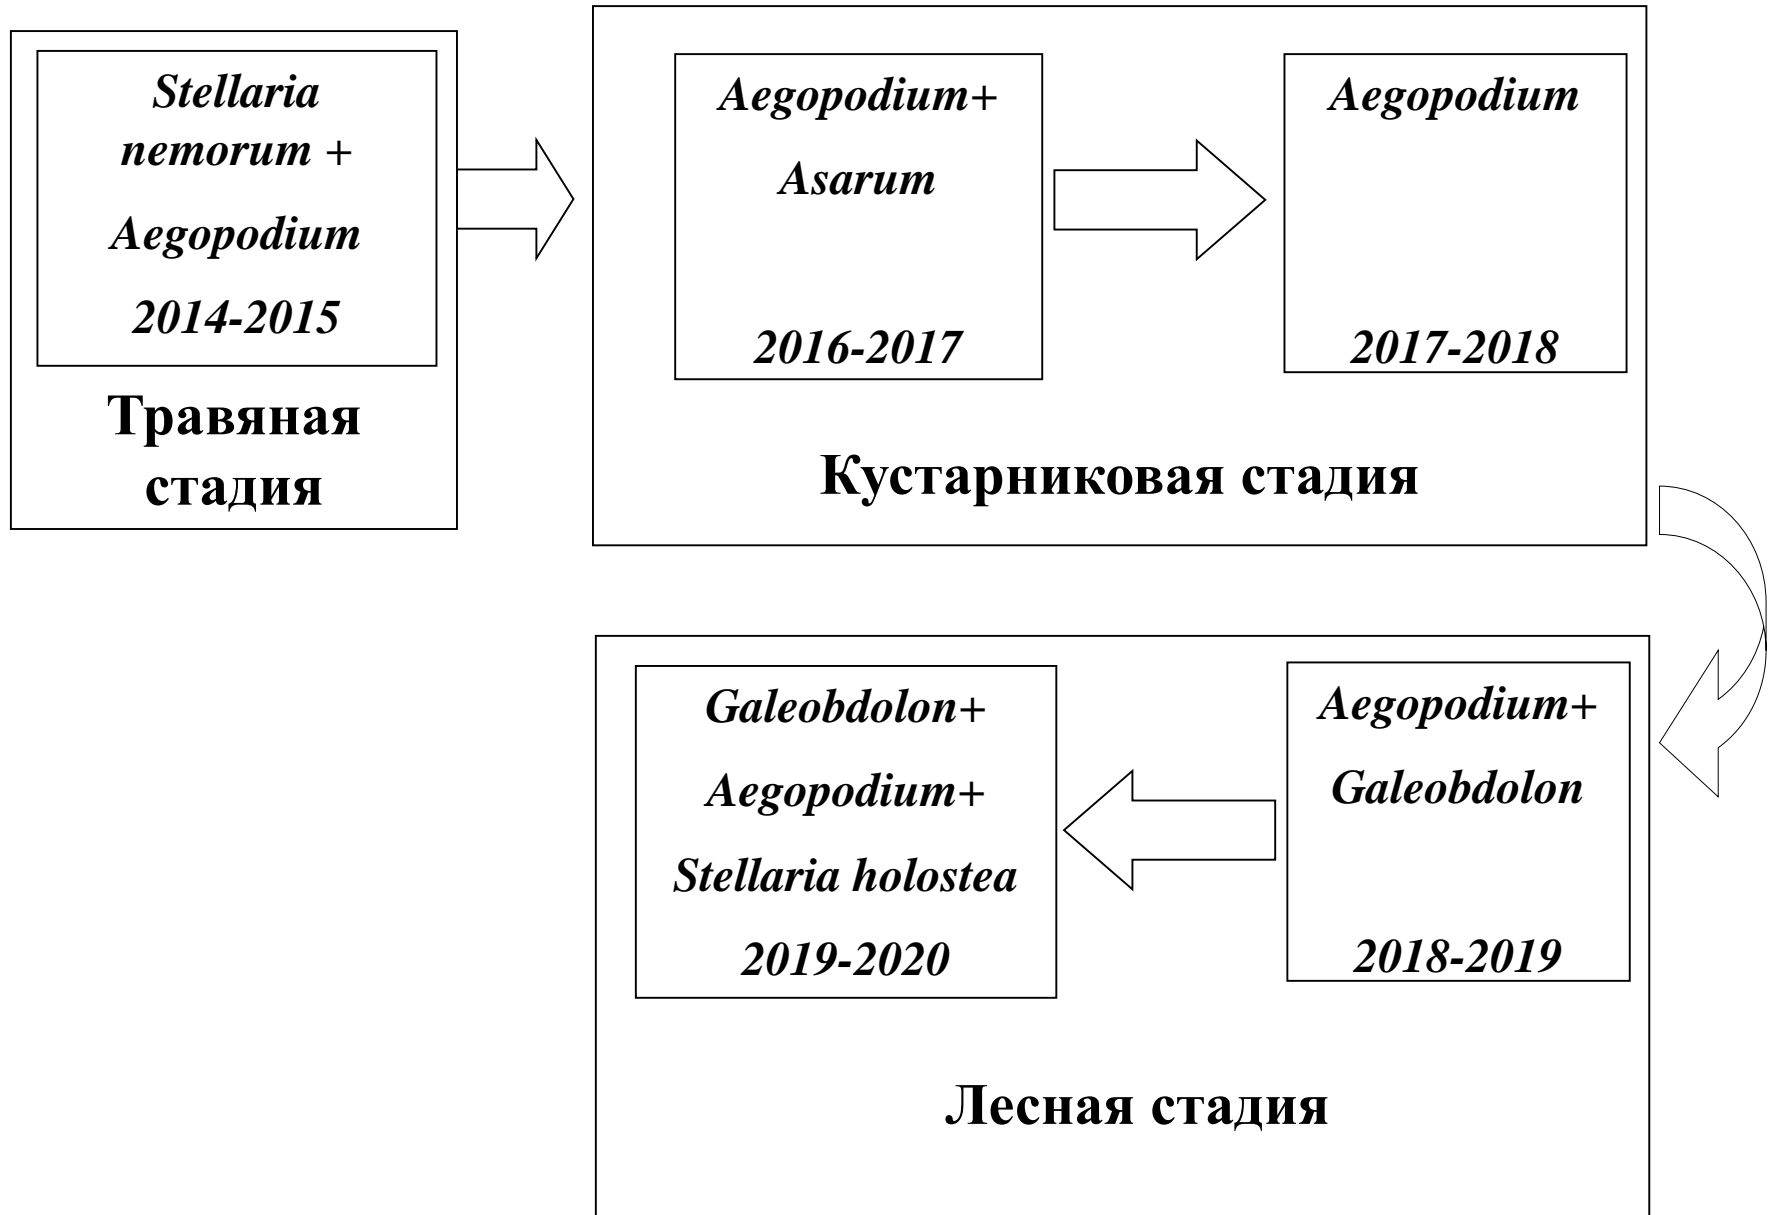 Stellaria
nemorum +
Aegopodium
2014-2015
Травяная
стадия
Aegopodium+
Asarum
2016-2017
Aegopodium
2017-2018
Кустарниковая стадия
Aegopodium+
Galeobdolon
2018-2019
Galeobdolon+
Aegopodium+
Stellaria holostea
2019-2020
Лесная стадия